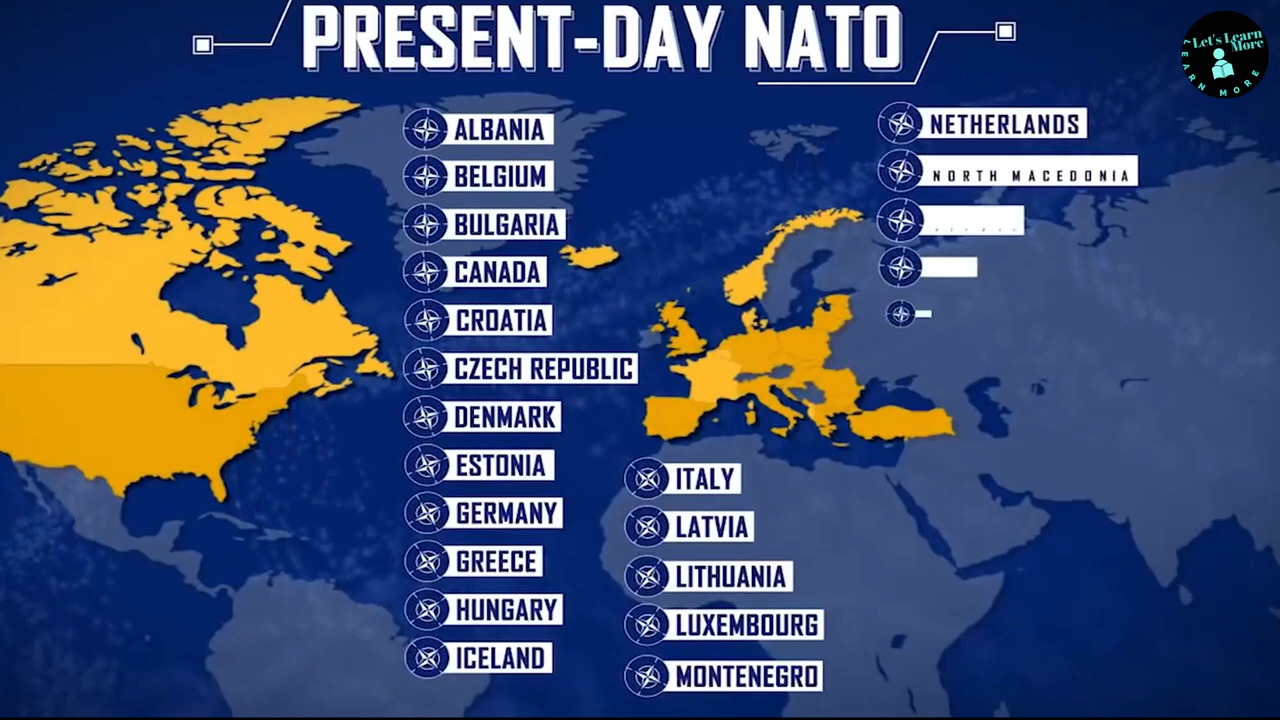 PRESENT-DAY NATO
Let's Learn
More
LEARN MORE
ALBANIA
BELGIUM
BULGARIA
CANADA
CROATIA
CZECH REPUBLIC
DENMARK
ESTONIA
GERMANY
GREECE
HUNGARY
ICELAND
ITALY
LATVIA
LITHUANIA
LUXEMBOURG
MONTENEGRO
NETHERLANDS
NORTH MACEDONIA